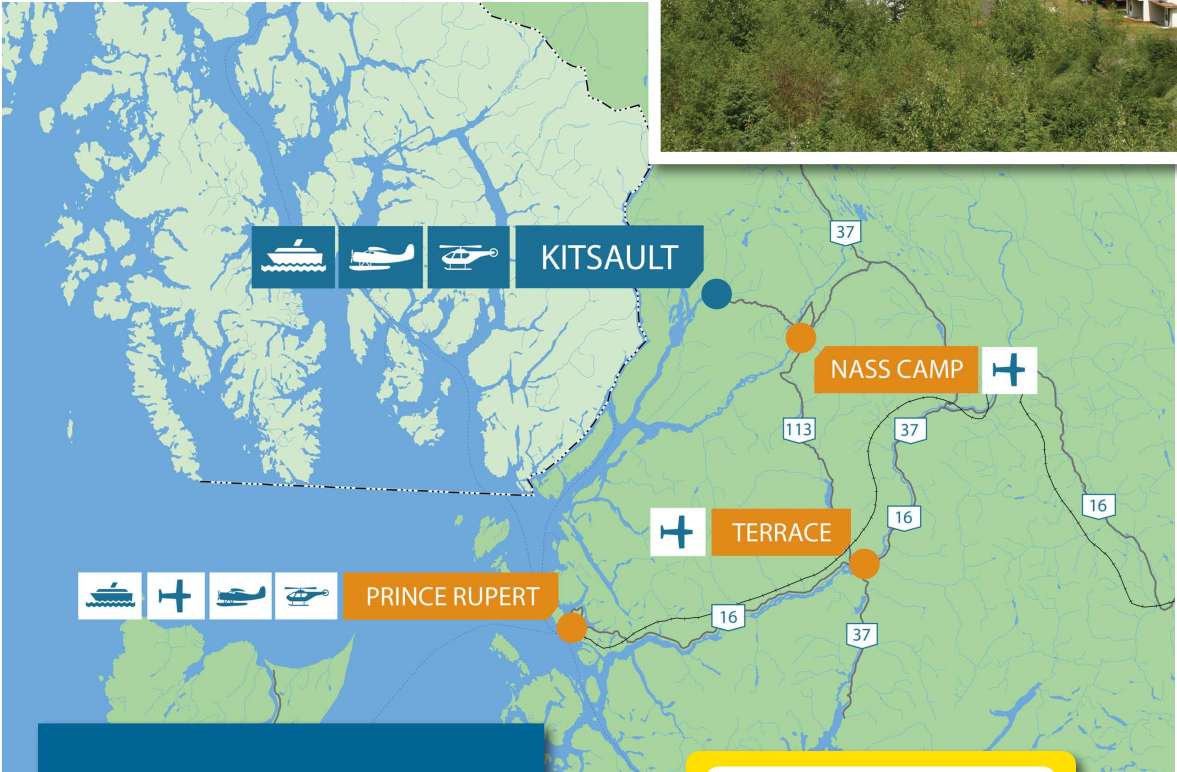 37
KITSAULT
NASS CAMP
113
37
16
16
TERRACE
PRINCE RUPERT
16
37